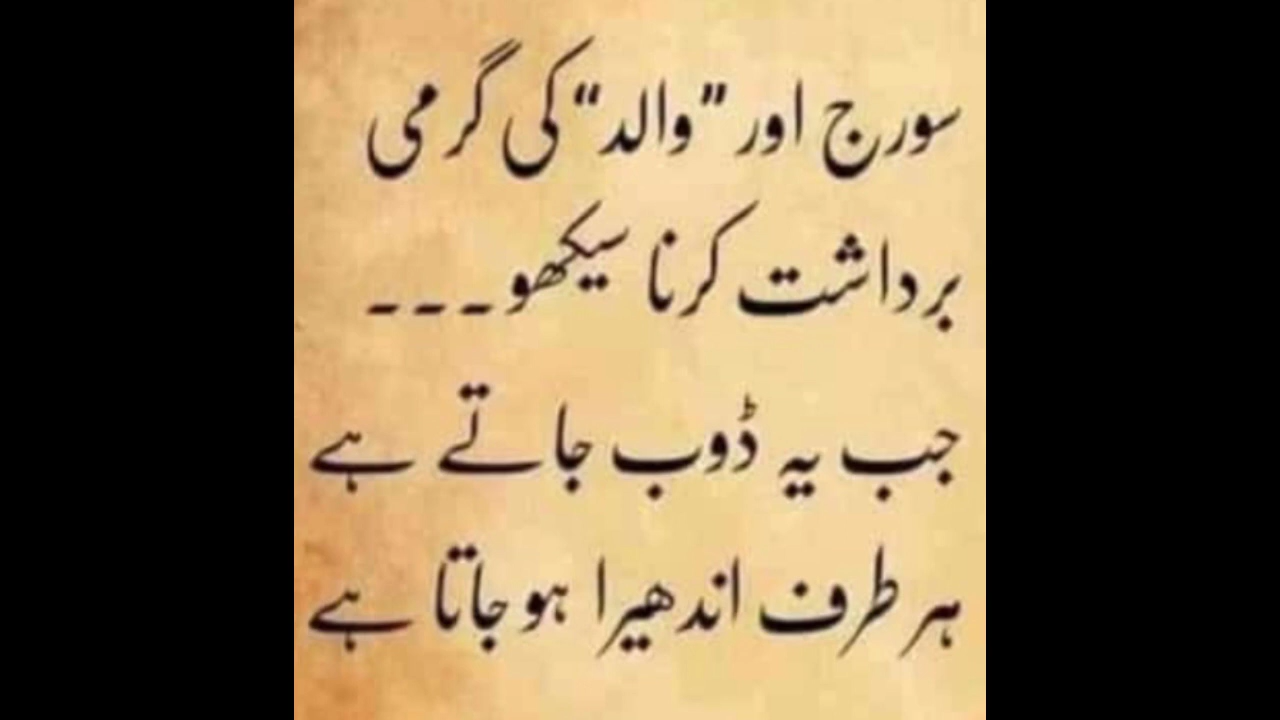 سورج اور ”والد“ کی گرمی
برداشت کرنا سیکھو۔۔۔
جب یہ ڈوب جاتے ہے
ہر طرف اندھیرا ہو جاتا ہے